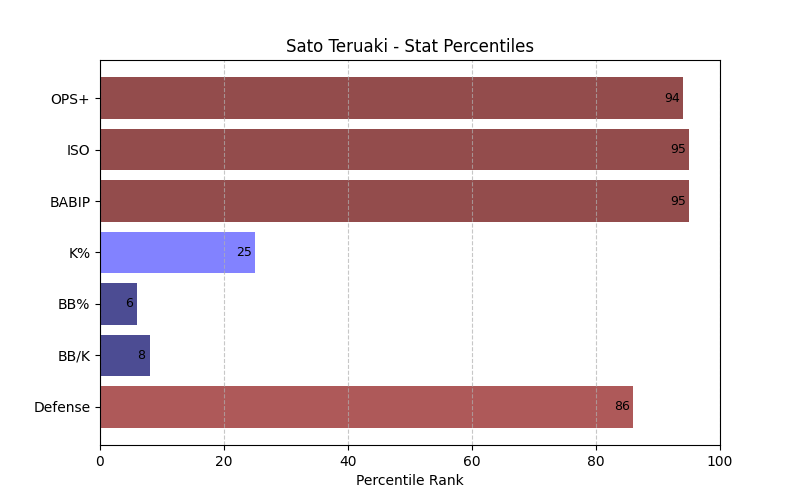 Sato Teruaki - Stat Percentiles
OPS+ 94
ISO 95
BABIP 95
K% 25
BB% 6
BB/K 8
Defense 86
0 20 40 60 80 100
Percentile Rank